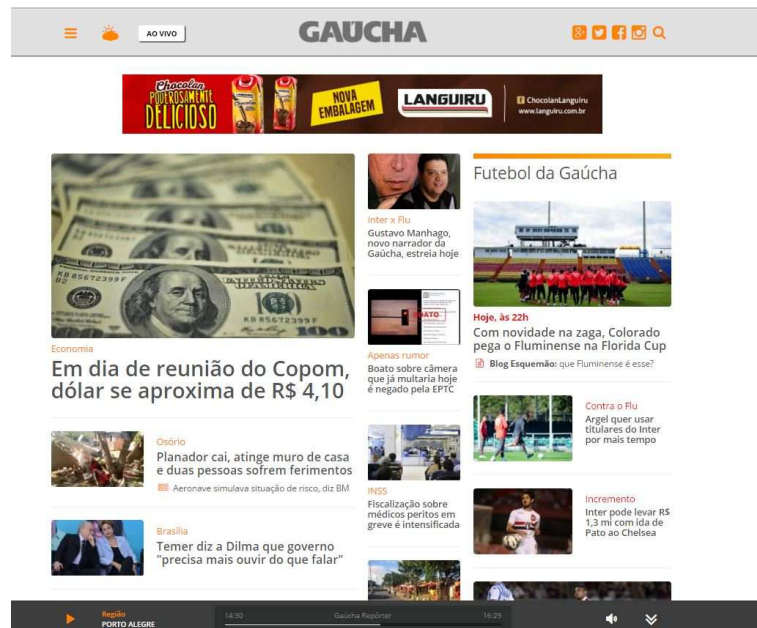 AO VIVO
GAÚCHA
Chocolan
PODEROSAMENTE
DELICIOSO
NOVA
EMBALAGEM
LANGUIRU
ChocolanLanguiru
www.languiru.com.br
KB 85672399 F
B2
KB 85672399 F
100
Economia
Em dia de reunião do Copom,
dólar se aproxima de R$ 4,10
Osório
Planador cai, atinge muro de casa
e duas pessoas sofrem ferimentos
Aeronave simulava situação de risco, diz BM
Brasília
Temer diz a Dilma que governo
"precisa mais ouvir do que falar"
Inter x Flu
Gustavo Manhago,
novo narrador da
Gaúcha, estreia hoje
BOATO
Apenas rumor
Boato sobre câmera
que já multaria hoje
é negado pela EPTC
INSS
Fiscalização sobre
médicos peritos em
greve é intensificada
Futebol da Gaúcha
Hoje, às 22h
Com novidade na zaga, Colorado
pega o Fluminense na Florida Cup
Blog Esquemão: que Fluminense é esse?
Contra o Flu
Argel quer usar
titulares do Inter
por mais tempo
Incremento
Inter pode levar R$
1,3 mi com ida de
Pato ao Chelsea
Região
PORTO ALEGRE
14:30
Gaúcha Repórter
16:29